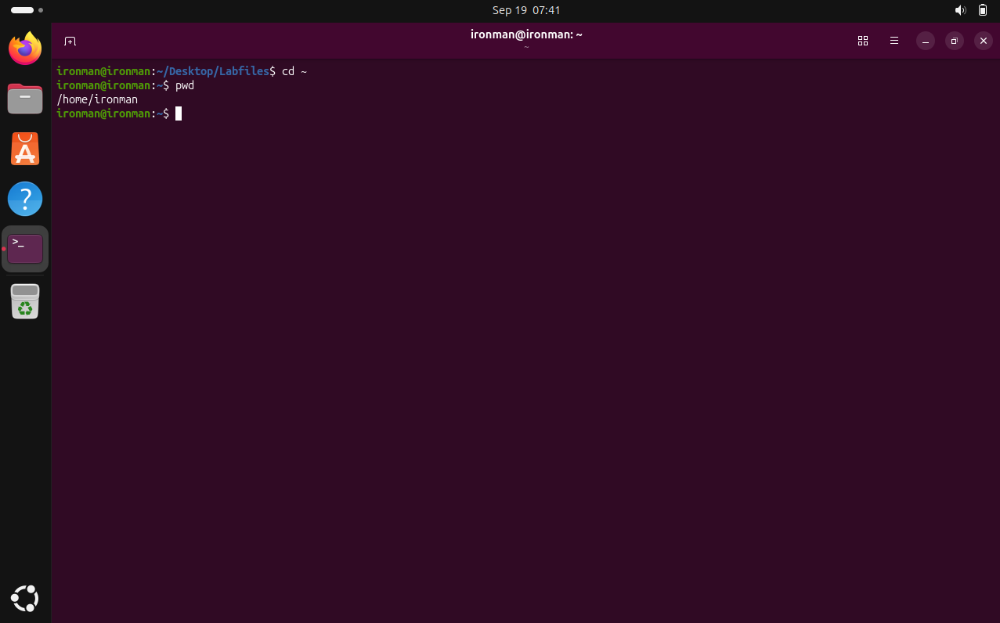 Sep 19 07:41
ironman@ironman: ~
~
ironman@ironman:~/Desktop/Labfiles$ cd ~
ironman@ironman:~$ pwd
/home/ironman
ironman@ironman:~$